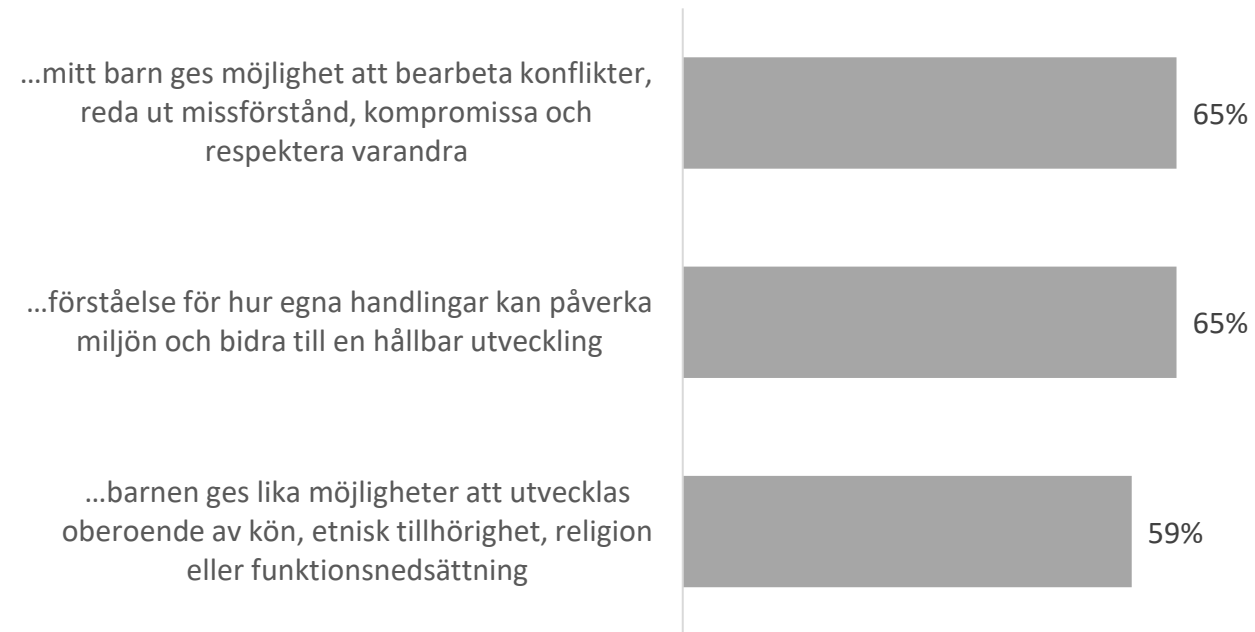 …mitt barn ges möjlighet att bearbeta konflikter,
reda ut missförstånd, kompromissa och
respektera varandra
65%
…förståelse för hur egna handlingar kan påverka
miljön och bidra till en hållbar utveckling
65%
…barnen ges lika möjligheter att utvecklas
oberoende av kön, etnisk tillhörighet, religion
eller funktionsnedsättning
59%